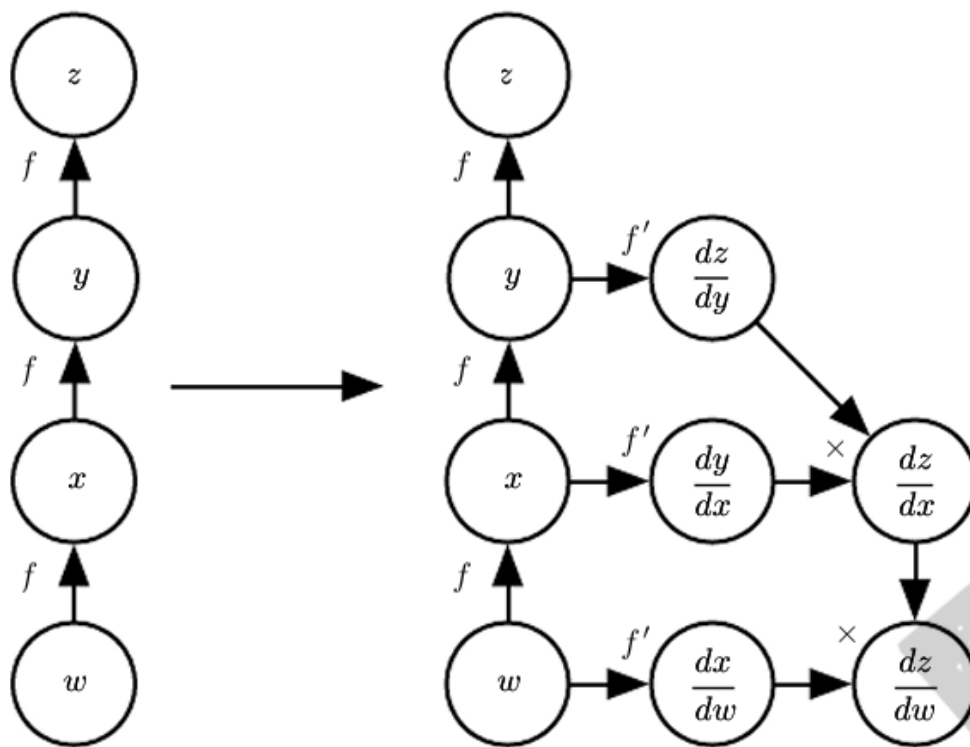 z z
f f
y y f′ dz/dy
f f
x x f′ dy/dx × dz/dx
f f
w w f′ dx/dw × dz/dw